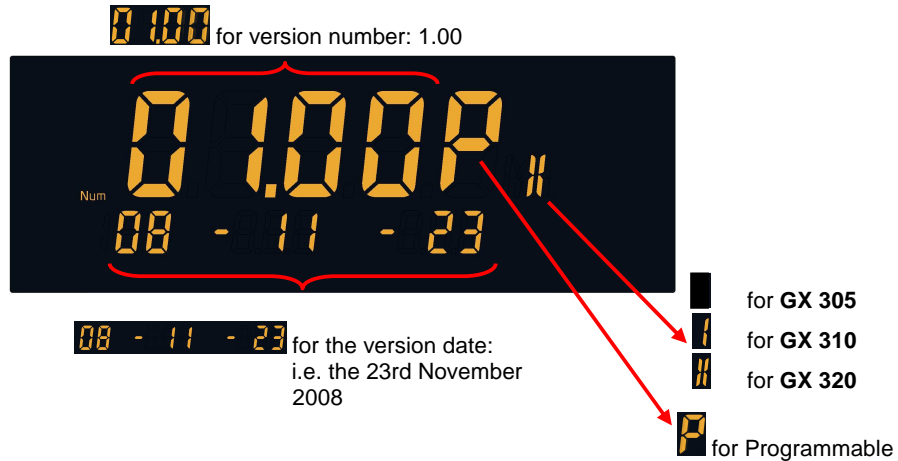 01.00 for version number: 1.00
01.00P
Num
08 - 11 - 23
for GX 305
for GX 310
for GX 320
08 - 11 - 23 for the version date:
i.e. the 23rd November
2008
P for Programmable